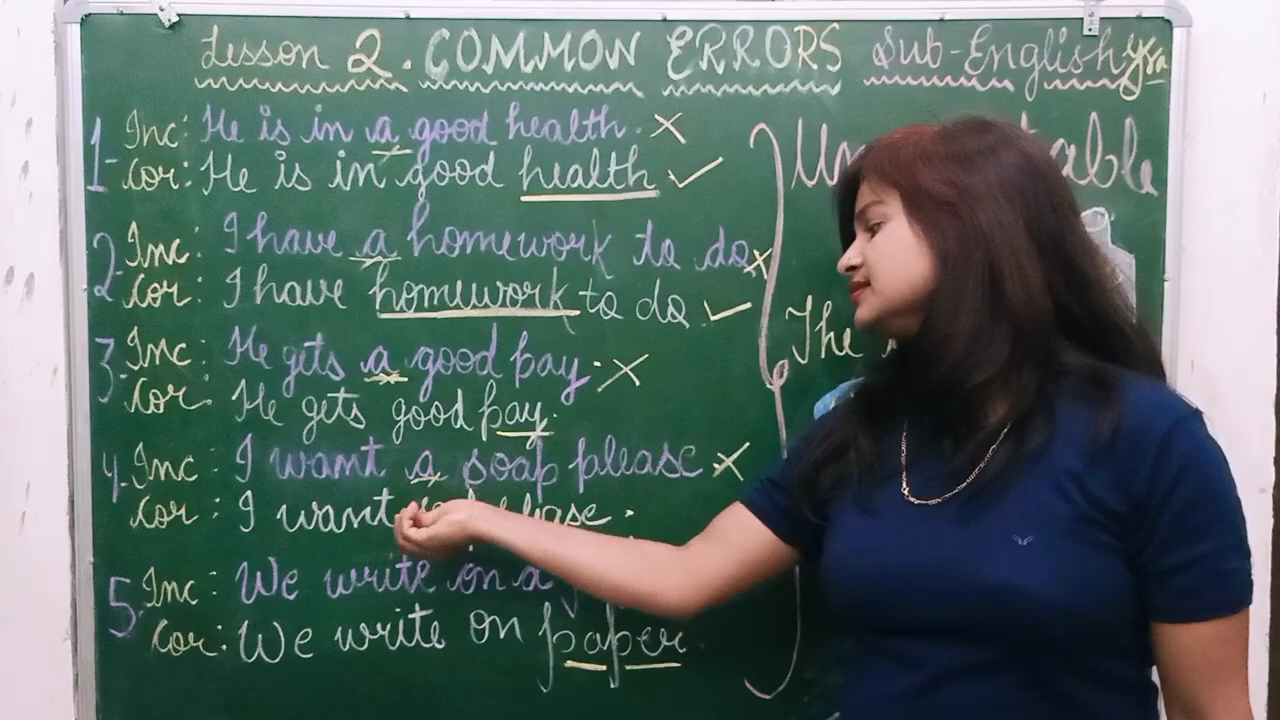 Lesson 2. COMMON ERRORS Sub-English
1- Inc: He is in a good health. ×
Cor: He is in good health ✓
2- Inc: I have a homework to do ×
Cor: I have homework to do ✓
3- Inc: He gets a good pay. ×
Cor. He gets good pay.
4. Inc: I want a soap please ×
Cor: I want
5. Inc: We write on a
Cor: We write on paper.
The